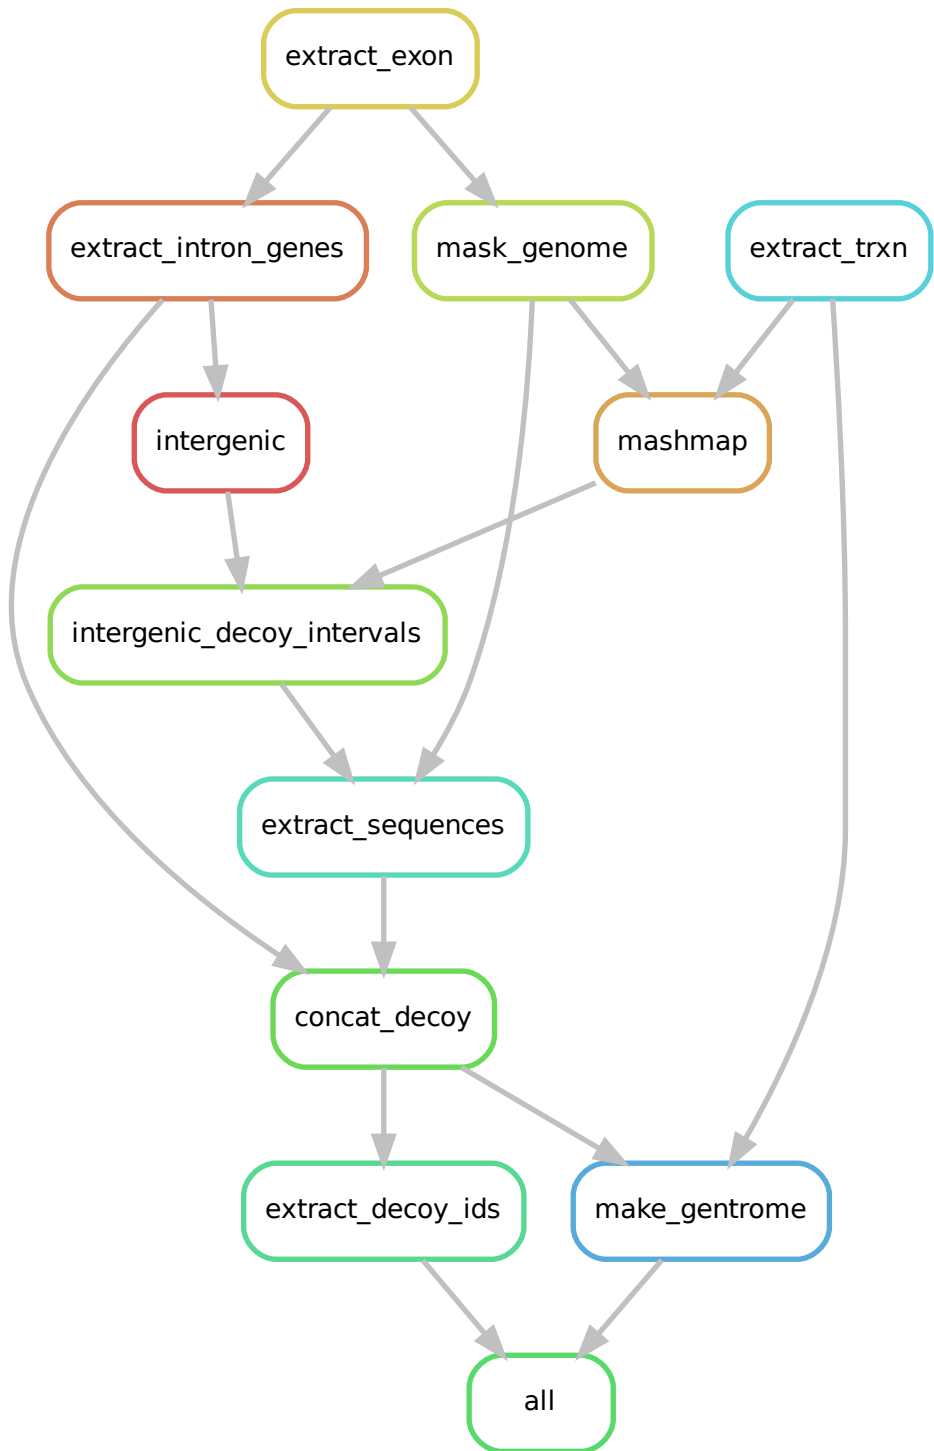 extract_exon
extract_intron_genes
mask_genome
extract_trxn
intergenic
mashmap
intergenic_decoy_intervals
extract_sequences
concat_decoy
extract_decoy_ids
make_gentrome
all